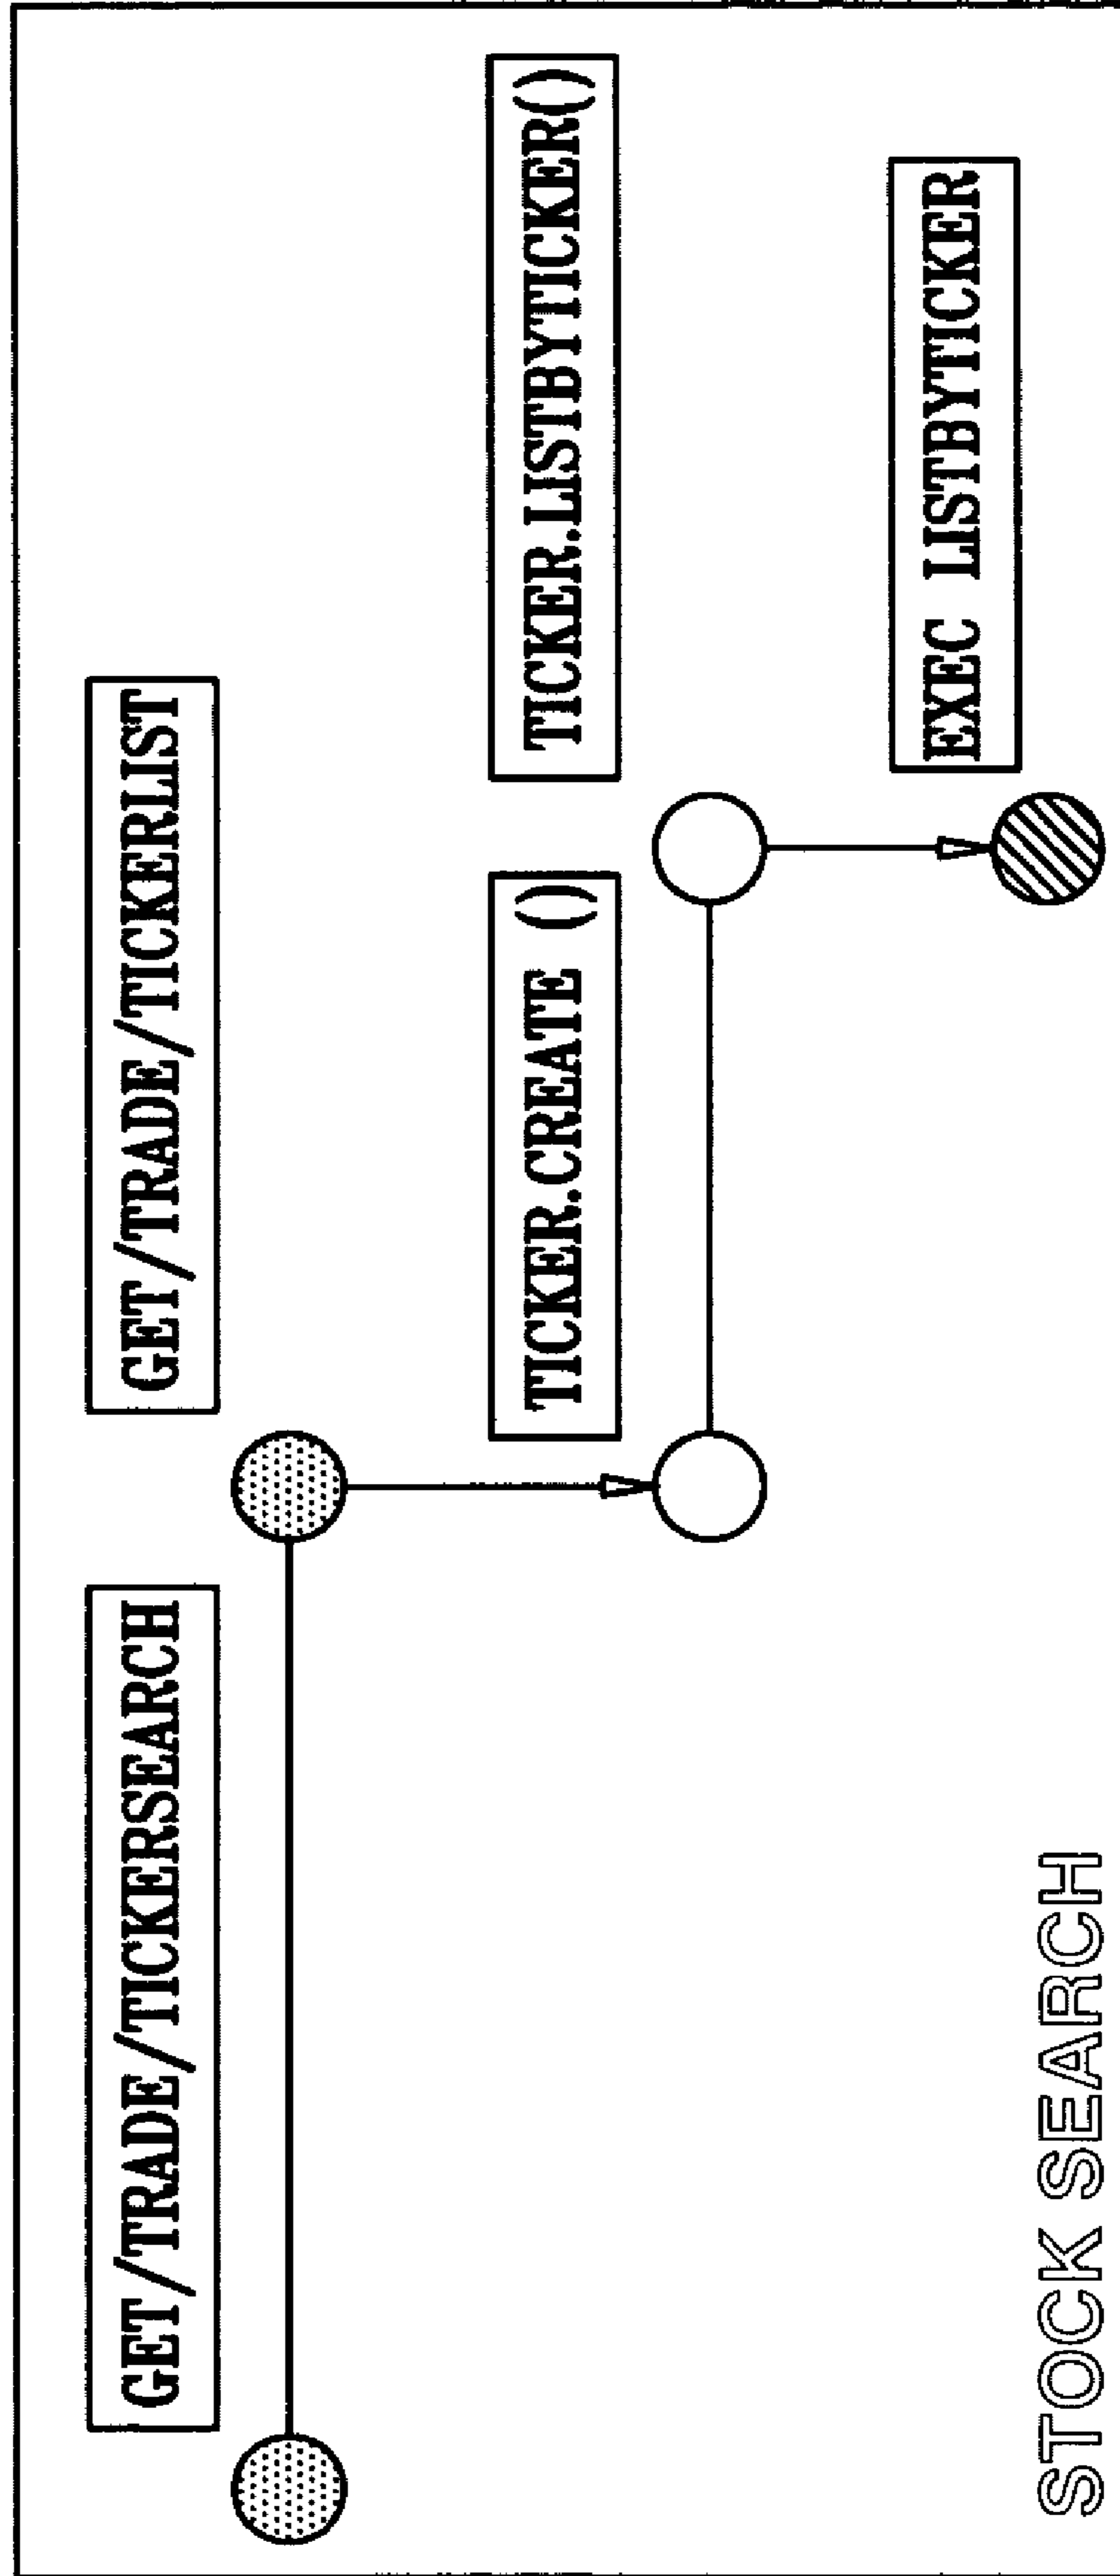 GET/TRADE/TICKERSEARCH
GET/TRADE/TICKERLIST
TICKER.CREATE ()
TICKER.LISTBYTICKER()
EXEC LISTBYTICKER
STOCK SEARCH